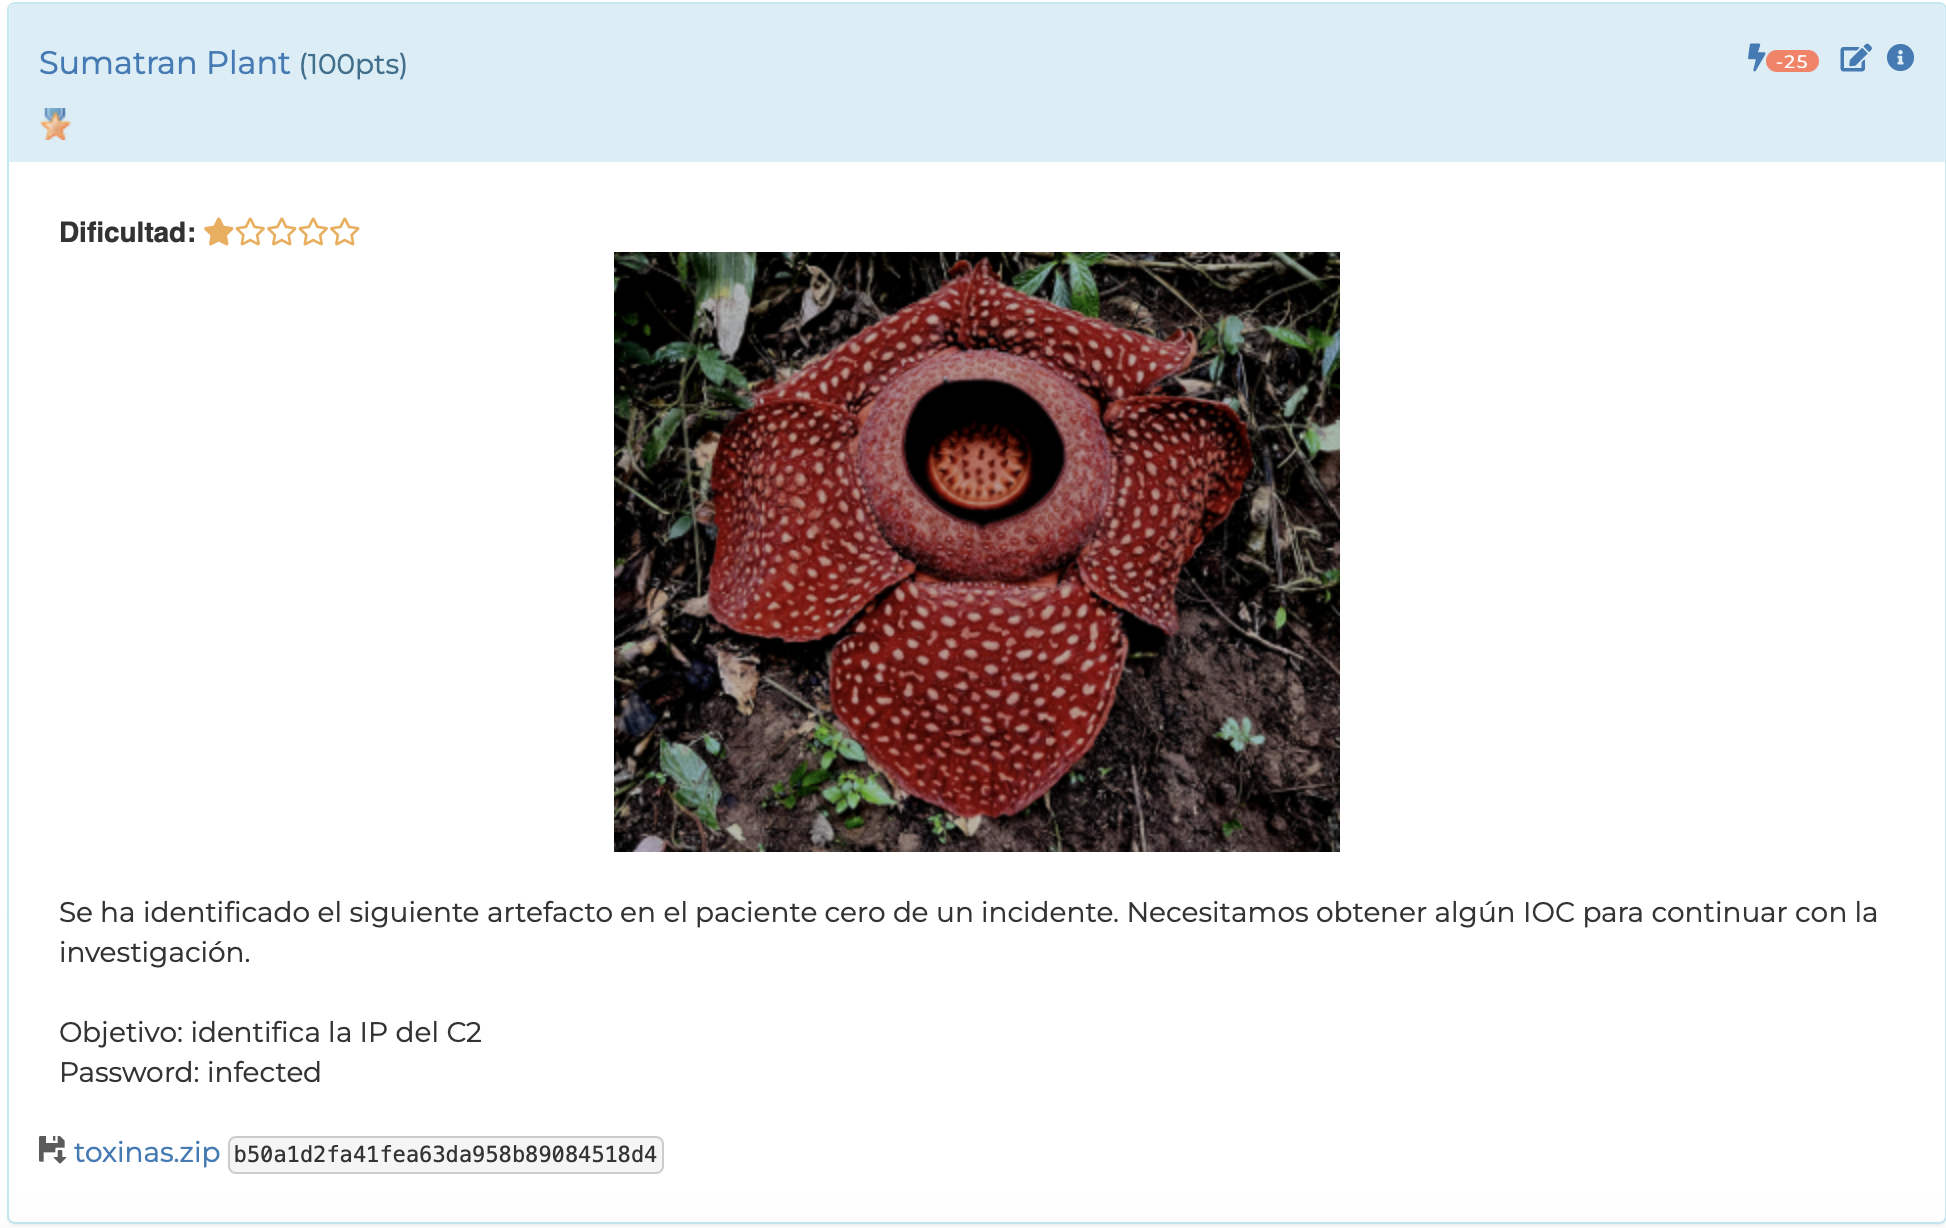 Sumatran Plant (100pts)
-25
Dificultad:
Se ha identificado el siguiente artefacto en el paciente cero de un incidente. Necesitamos obtener algún IOC para continuar con la
investigación.
Objetivo: identifica la IP del C2
Password: infected
toxinas.zip b50a1d2fa41fea63da958b89084518d4